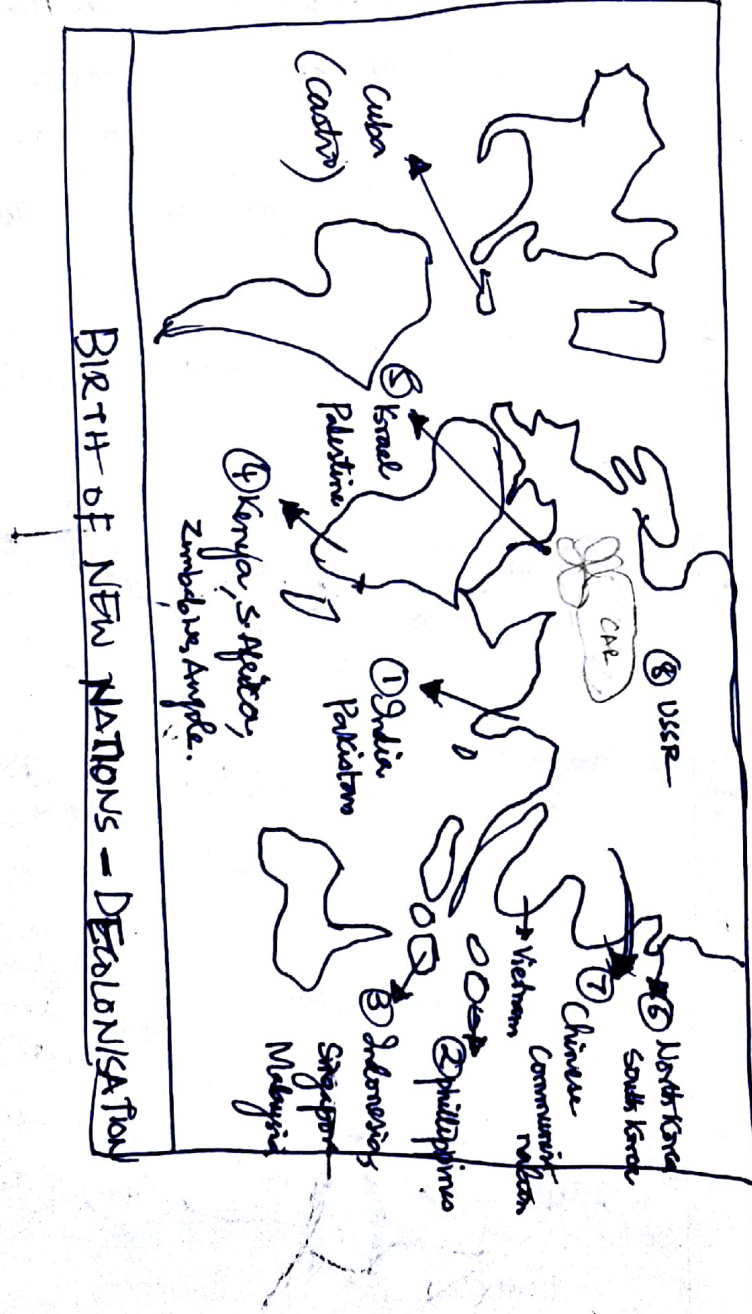 Cuba
(Castro)
⑤ Israel
Palestine
④ Kenya, S. Africa,
Zimbabwe, Angola.
CAR
⑧ USSR
① India
Pakistan
⑥ North Korea
South Korea
⑦ Chinese
Communist
nation
Vietnam
② Phillippines
③ Indonesia
Singapore
Malaysia
BIRTH OF NEW NATIONS - DECOLONISATION